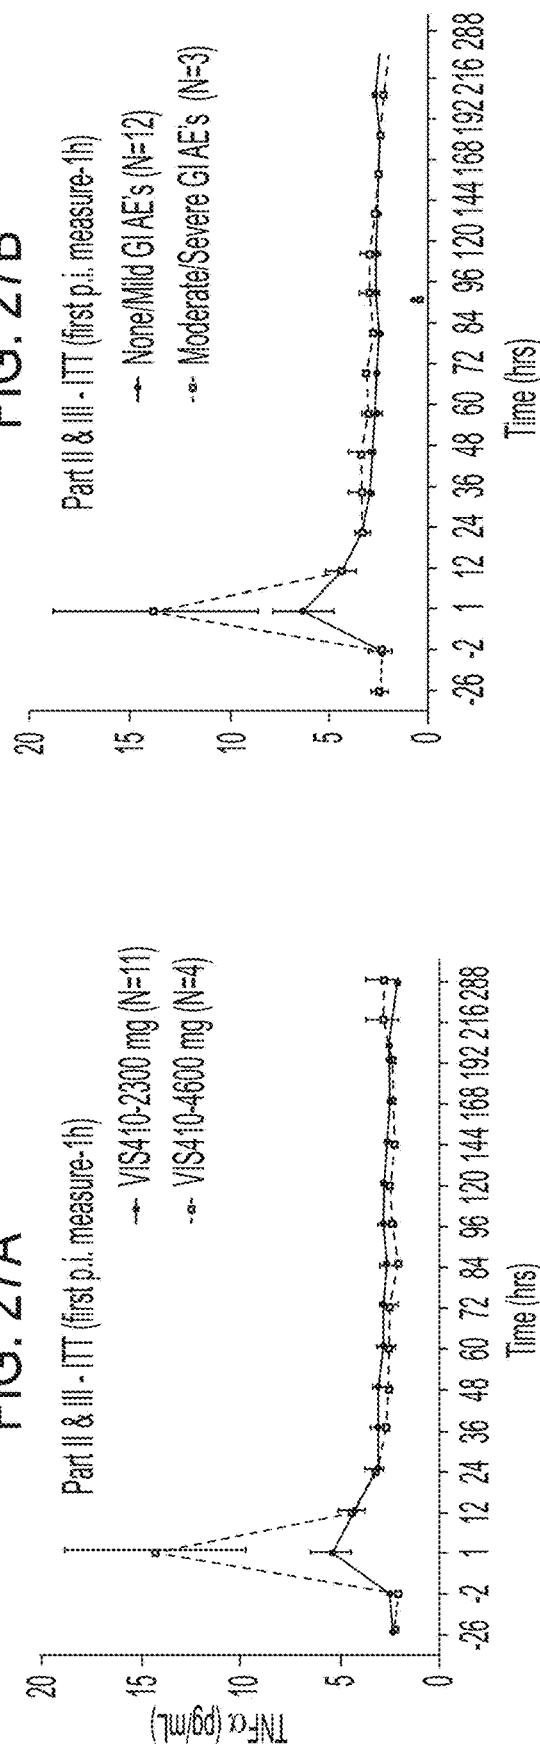 FIG. 27A
Part II & III - ITT (first p.i. measure-1h)
VIS410-2300 mg (N=11)
VIS410-4600 mg (N=4)
TNFα (pg/mL)
20
15
10
5
0
-26 -2 1 12 24 36 48 60 72 84 96 120 144 168 192 216 288
Time (hrs)
FIG. 27B
Part II & III - ITT (first p.i. measure-1h)
None/Mild GI AE's (N=12)
Moderate/Severe GI AE's (N=3)
20
15
10
5
0
-26 -2 1 12 24 36 48 60 72 84 96 120 144 168 192 216 288
Time (hrs)